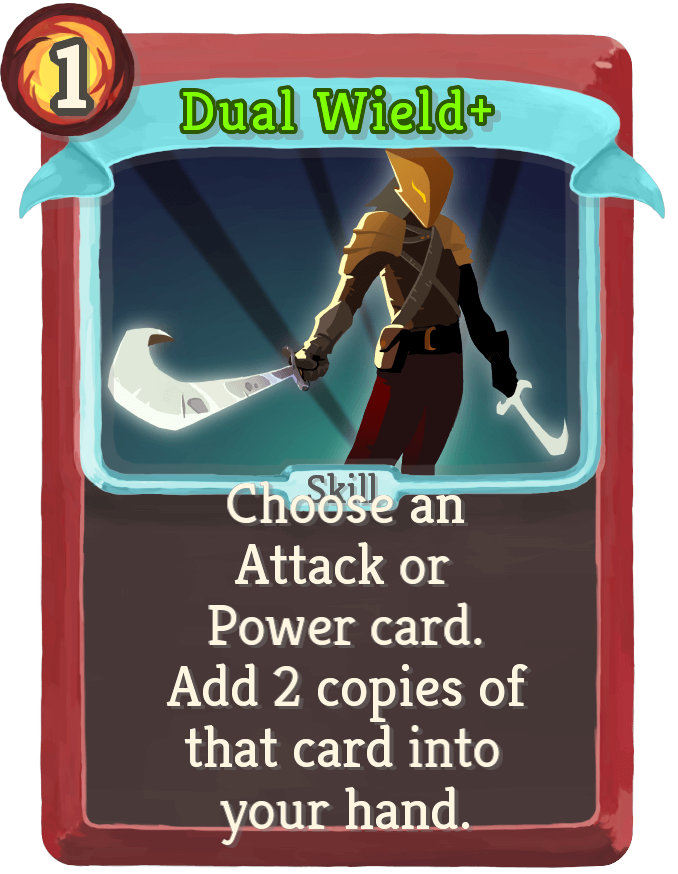 1
Dual Wield+
Skill
Choose an
Attack or
Power card.
Add 2 copies of
that card into
your hand.